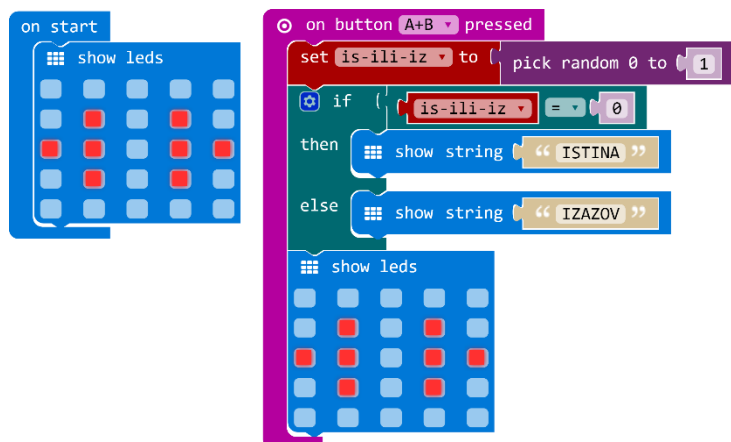 on start
show leds
on button A+B pressed
set is-ili-iz to pick random 0 to 1
if is-ili-iz = 0
then show string “ ISTINA ”
else show string “ IZAZOV ”
show leds